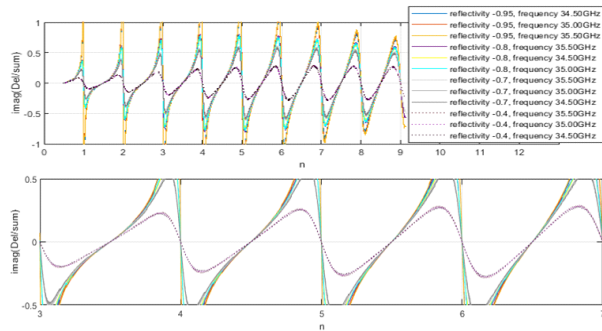 1
0.5
0
-0.5
-1
imag{Del/sum}
0 1 2 3 4 5 6 7 8 9 10 11 12
n
reflectivity -0.95, frequency 34.50GHz
reflectivity -0.95, frequency 35.00GHz
reflectivity -0.95, frequency 35.50GHz
reflectivity -0.8, frequency 35.50GHz
reflectivity -0.8, frequency 34.50GHz
reflectivity -0.8, frequency 35.00GHz
reflectivity -0.7, frequency 35.50GHz
reflectivity -0.7, frequency 35.00GHz
reflectivity -0.7, frequency 34.50GHz
reflectivity -0.4, frequency 35.50GHz
reflectivity -0.4, frequency 35.00GHz
reflectivity -0.4, frequency 34.50GHz
0.5
0
-0.5
imag{Del/sum}
3 4 5 6 7
n